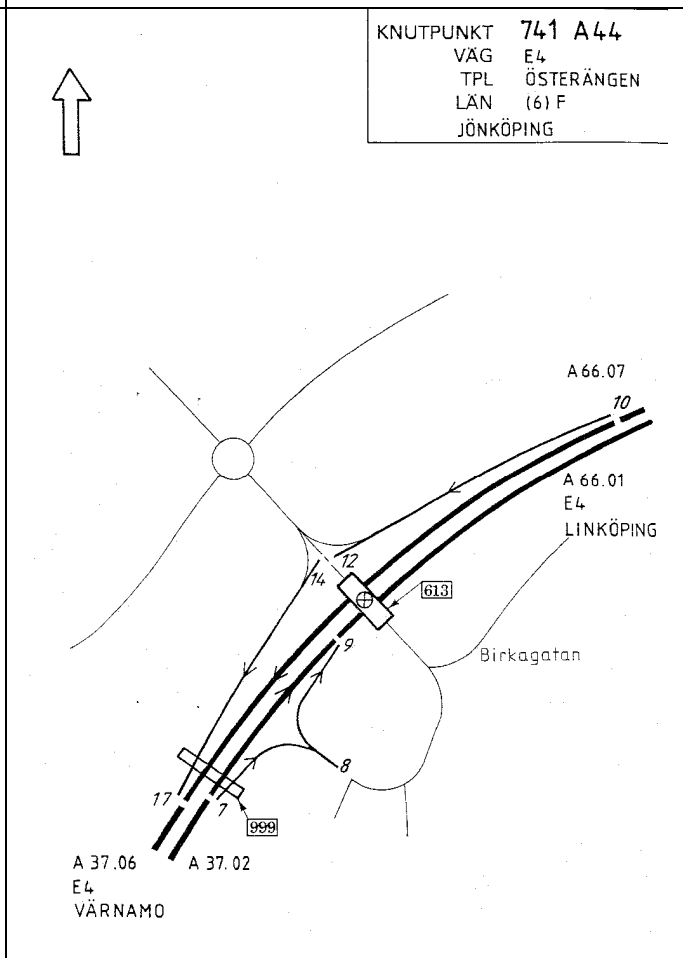 KNUTPUNKT 741 A44
VÄG E4
TPL ÖSTERÄNGEN
LÄN (6) F
JÖNKÖPING
A 66.07
10
A 66.01
E4
LINKÖPING
12
14
613
9
Birkagatan
8
17
7
999
A 37.06 A 37.02
E4
VÄRNAMO